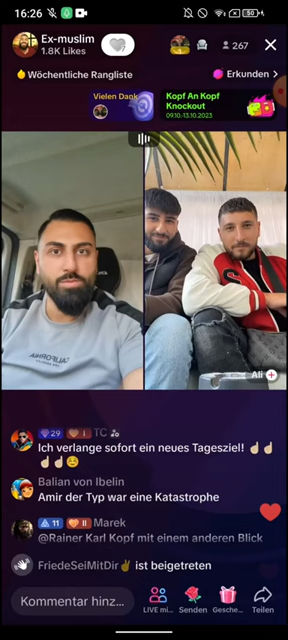 16:26
50
Ex-muslim
1.8K Likes
267
Wöchentliche Rangliste
Erkunden >
Vielen Dank
Kopf An Kopf
Knockout
09.10.-13.10.2023
CALIFORNIA
Ali
29 I TC
Ich verlange sofort ein neues Tagesziel! ☝🏻☝🏻
☝🏻☝🏻☺️
Balian von Ibelin
Amir der Typ war eine Katastrophe
11 II Marek
@Rainer Karl Kopf mit einem anderen Blick
FriedeSeiMitDir✌ ist beigetreten
Kommentar hinz...
LIVE mi...
Senden
Gesche...
Teilen